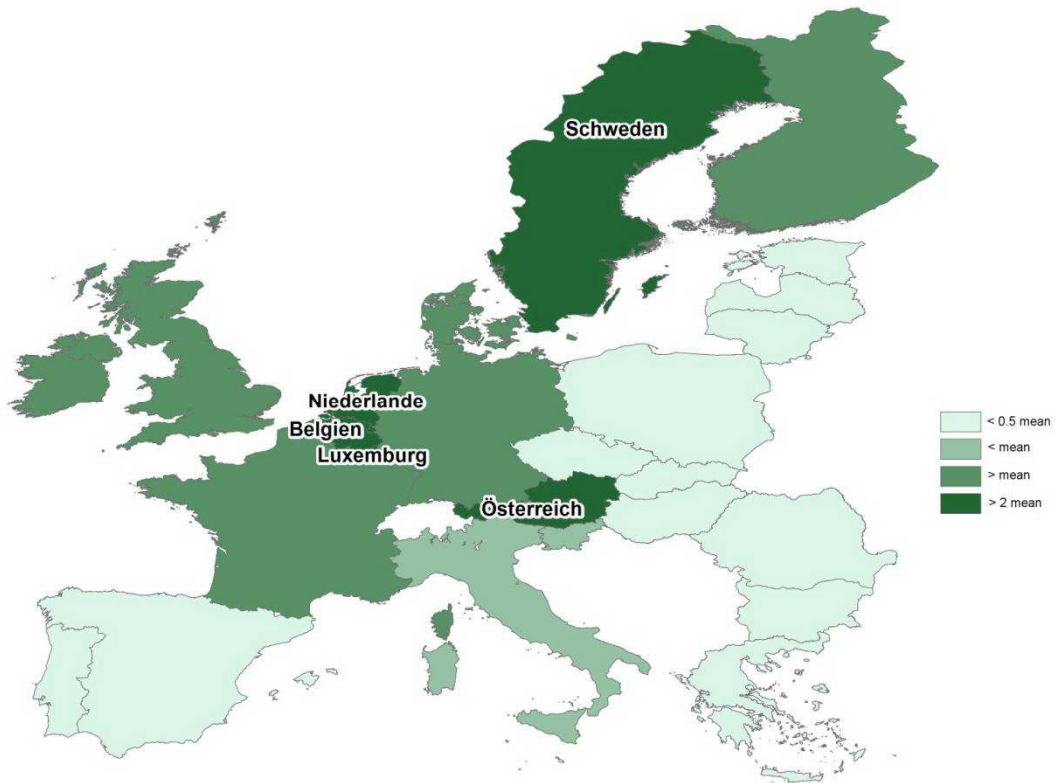 Schweden
Niederlande
Belgien
Luxemburg
Österreich
< 0.5 mean
< mean
> mean
> 2 mean